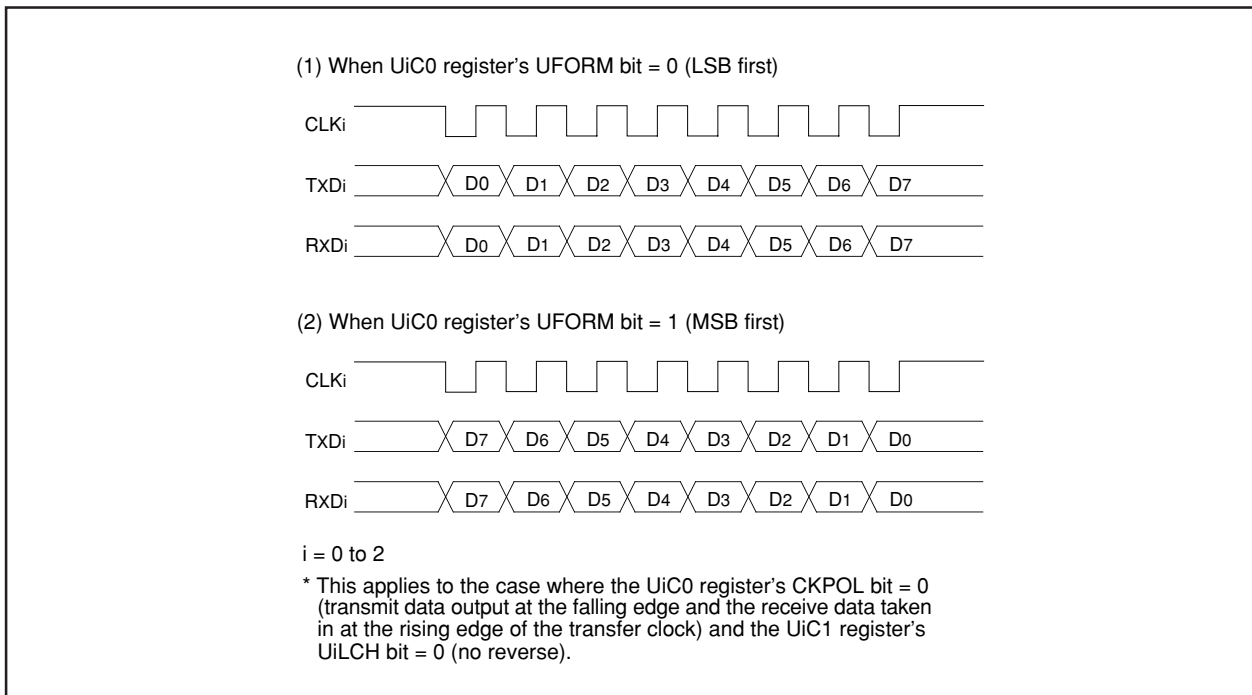 (1) When UiC0 register's UFORM bit = 0 (LSB first)
CLKi
TXDi D0 D1 D2 D3 D4 D5 D6 D7
RXDi D0 D1 D2 D3 D4 D5 D6 D7
(2) When UiC0 register's UFORM bit = 1 (MSB first)
CLKi
TXDi D7 D6 D5 D4 D3 D2 D1 D0
RXDi D7 D6 D5 D4 D3 D2 D1 D0
i = 0 to 2
* This applies to the case where the UiC0 register's CKPOL bit = 0
(transmit data output at the falling edge and the receive data taken
in at the rising edge of the transfer clock) and the UiC1 register's
UiLCH bit = 0 (no reverse).